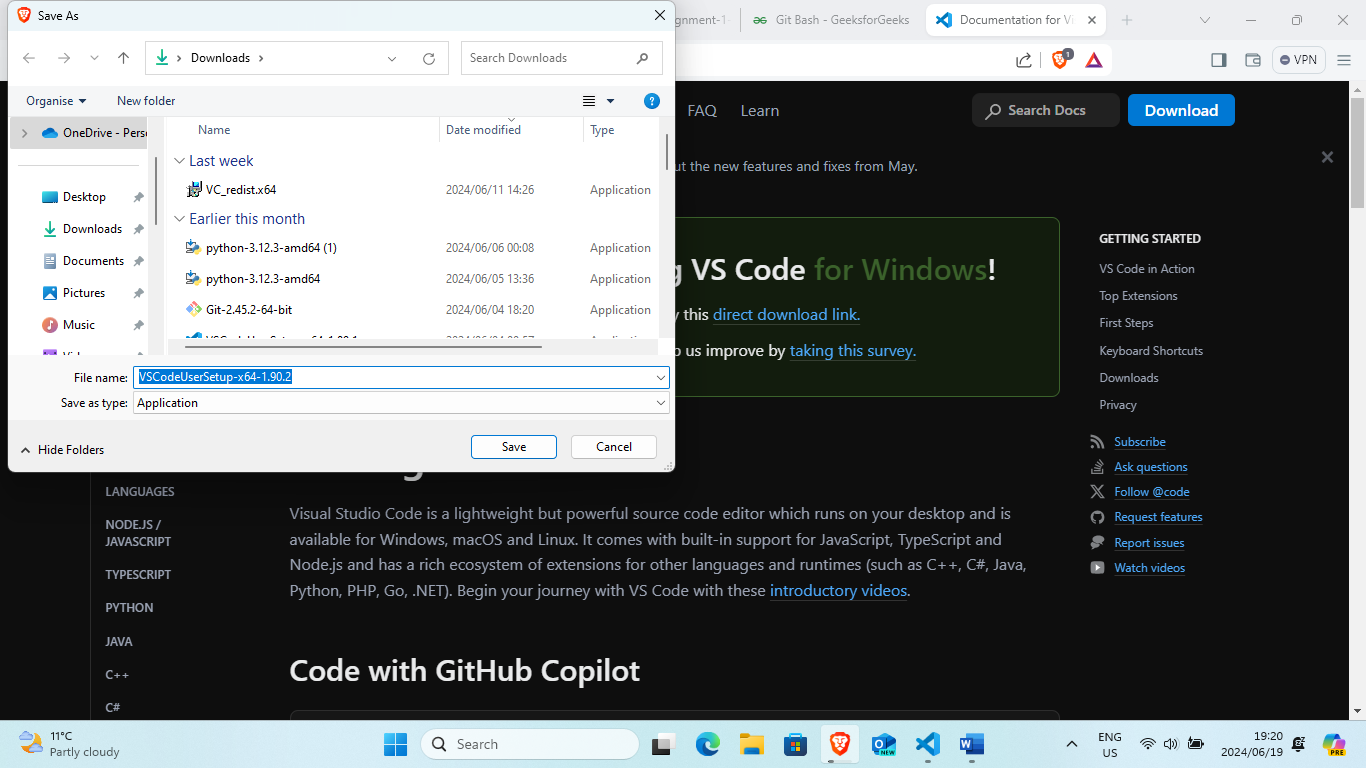 Save As
Downloads
Search Downloads
Organise
New folder
OneDrive - Pers
Desktop
Downloads
Documents
Pictures
Music
Name Date modified Type
Last week
VC_redist.x64 2024/06/11 14:26 Application
Earlier this month
python-3.12.3-amd64 (1) 2024/06/06 00:08 Application
python-3.12.3-amd64 2024/06/05 13:36 Application
Git-2.45.2-64-bit 2024/06/04 18:20 Application
File name: VSCodeUserSetup-x64-1.90.2
Save as type: Application
Hide Folders
Save
Cancel
gnment-1-
Git Bash - GeeksforGeeks
Documentation for Vi
1
VPN
FAQ
Learn
Search Docs
Download
ut the new features and fixes from May.
g VS Code for Windows!
y this direct download link.
p us improve by taking this survey.
GETTING STARTED
VS Code in Action
Top Extensions
First Steps
Keyboard Shortcuts
Downloads
Privacy
Subscribe
Ask questions
Follow @code
Request features
Report issues
Watch videos
LANGUAGES
NODE.JS /
JAVASCRIPT
TYPESCRIPT
PYTHON
JAVA
C++
C#
Visual Studio Code is a lightweight but powerful source code editor which runs on your desktop and is
available for Windows, macOS and Linux. It comes with built-in support for JavaScript, TypeScript and
Node.js and has a rich ecosystem of extensions for other languages and runtimes (such as C++, C#, Java,
Python, PHP, Go, .NET). Begin your journey with VS Code with these introductory videos.
Code with GitHub Copilot
11°C
Partly cloudy
Search
NEW
ENG
US
19:20
2024/06/19
PRE